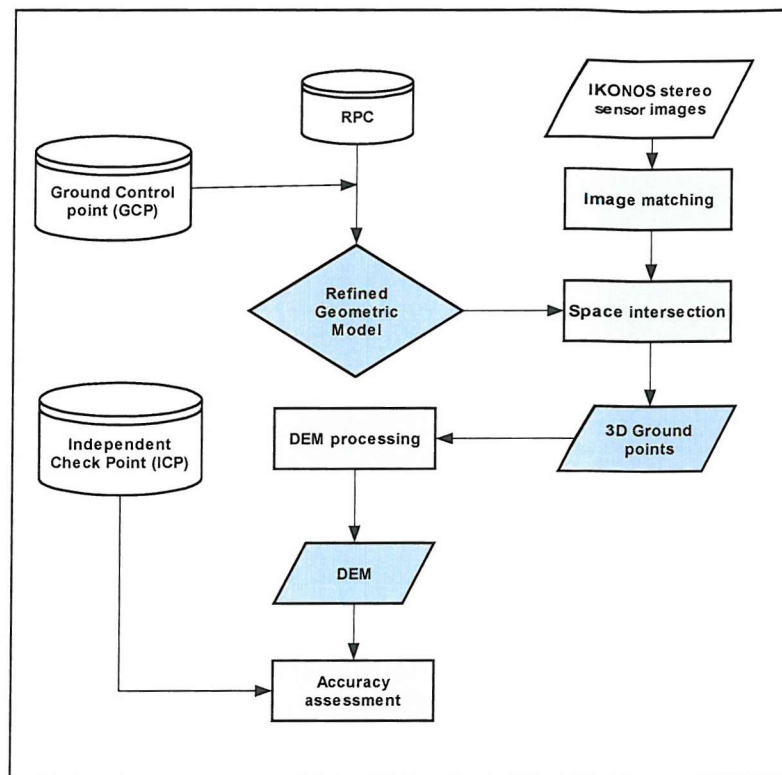 IKONOS stereo
sensor images
RPC
Ground Control
point (GCP)
Image matching
Refined
Geometric
Model
Space intersection
Independent
Check Point (ICP)
DEM processing
3D Ground
points
DEM
Accuracy
assessment